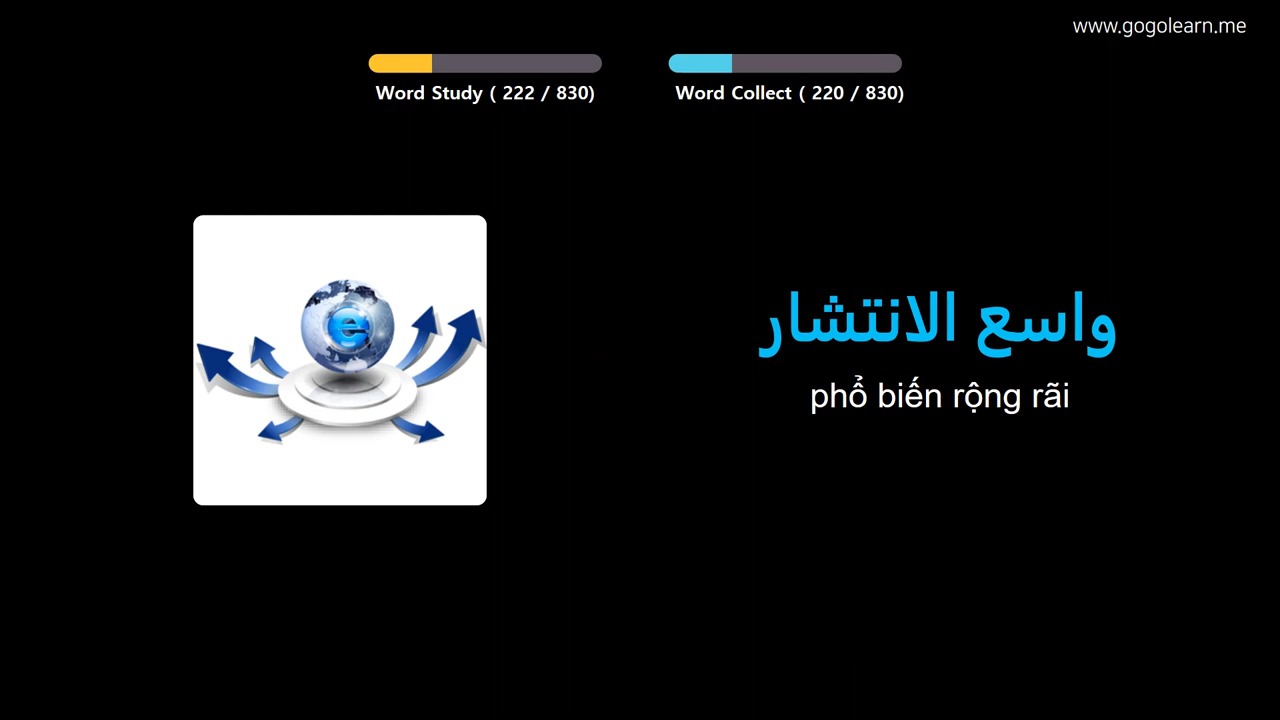 www.gogolearn.me
Word Study ( 222 / 830)
Word Collect ( 220 / 830)
e
واسع الانتشار
phổ biến rộng rãi